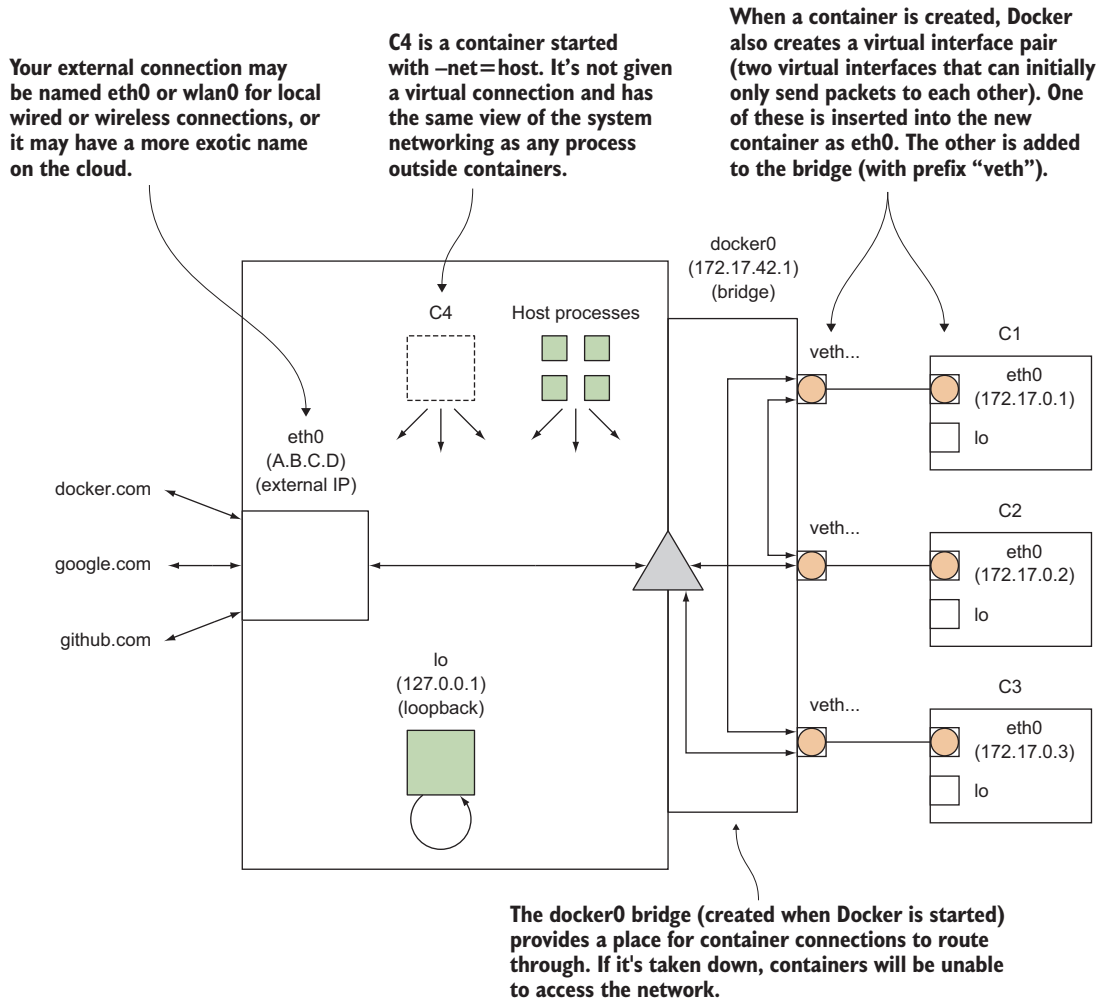 When a container is created, Docker
also creates a virtual interface pair
(two virtual interfaces that can initially
only send packets to each other). One
of these is inserted into the new
container as eth0. The other is added
to the bridge (with prefix “veth”).
C4 is a container started
with –net=host. It's not given
a virtual connection and has
the same view of the system
networking as any process
outside containers.
Your external connection may
be named eth0 or wlan0 for local
wired or wireless connections, or
it may have a more exotic name
on the cloud.
docker0
(172.17.42.1)
(bridge)
C4
Host processes
veth...
C1
eth0
(172.17.0.1)
lo
eth0
(A.B.C.D)
(external IP)
docker.com
google.com
github.com
veth...
C2
eth0
(172.17.0.2)
lo
lo
(127.0.0.1)
(loopback)
veth...
C3
eth0
(172.17.0.3)
lo
The docker0 bridge (created when Docker is started)
provides a place for container connections to route
through. If it's taken down, containers will be unable
to access the network.